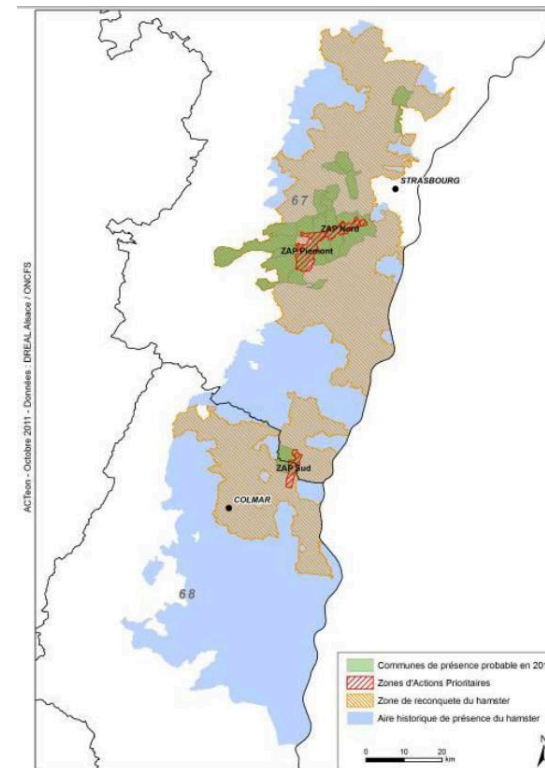 STRASBOURG
67
ZAP Nord
ZAP Piemont
ZAP Sud
COLMAR
68
ACTeon - Octobre 2011 - Données : DREAL Alsace / ONCFS
Communes de présence probable en 201
Zones d'Actions Prioritaires
Zone de reconquete du hamster
Aire historique de présence du hamster
N
0 10 20
km